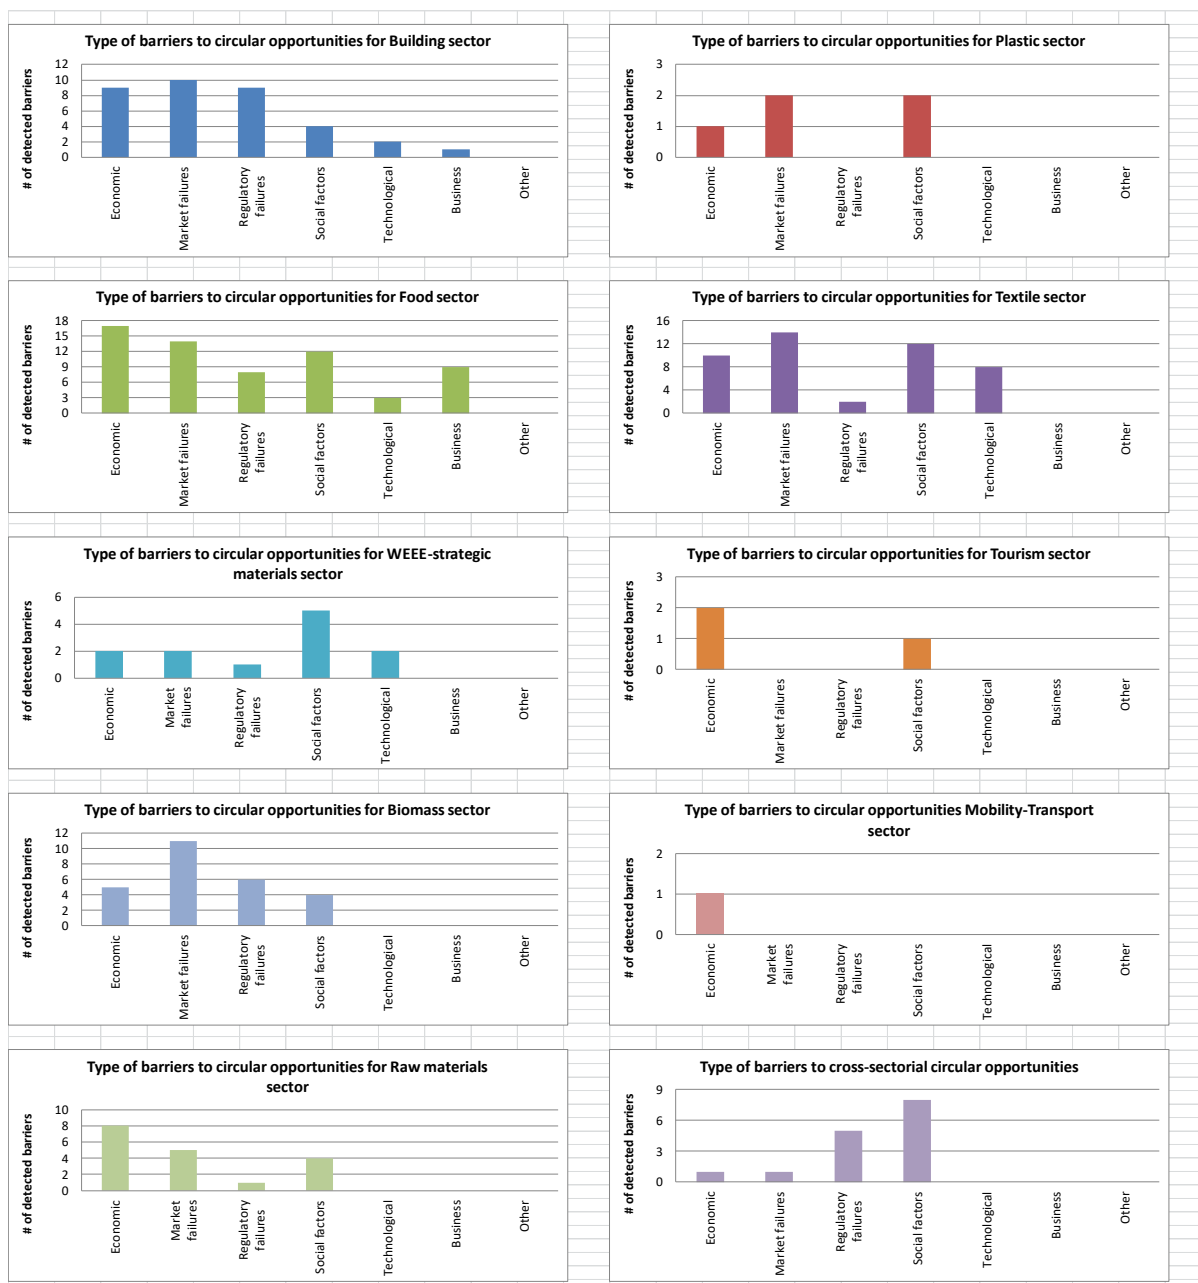 Type of barriers to circular opportunities for Building sector
# of detected barriers
12
10
8
6
4
2
0
Economic
Market failures
Regulatory
failures
Social factors
Technological
Business
Other
Type of barriers to circular opportunities for Plastic sector
# of detected barriers
3
2
1
0
Economic
Market failures
Regulatory
failures
Social factors
Technological
Business
Other
Type of barriers to circular opportunities for Food sector
# of detected barriers
18
15
12
9
6
3
0
Economic
Market failures
Regulatory
failures
Social factors
Technological
Business
Other
Type of barriers to circular opportunities for Textile sector
# of detected barriers
16
12
8
4
0
Economic
Market failures
Regulatory
failures
Social factors
Technological
Business
Other
Type of barriers to circular opportunities for WEEE-strategic
materials sector
# of detected barriers
6
4
2
0
Economic
Market
failures
Regulatory
failures
Social factors
Technological
Business
Other
Type of barriers to circular opportunities for Tourism sector
# of detected barriers
3
2
1
0
Economic
Market failures
Regulatory
failures
Social factors
Technological
Business
Other
Type of barriers to circular opportunities for Biomass sector
# of detected barriers
12
10
8
6
4
2
0
Economic
Market failures
Regulatory
failures
Social factors
Technological
Business
Other
Type of barriers to circular opportunities Mobility-Transport
sector
# of detected barriers
2
1
0
Economic
Market
failures
Regulatory
failures
Social factors
Technological
Business
Other
Type of barriers to circular opportunities for Raw materials
sector
# of detected barriers
10
8
6
4
2
0
Economic
Market
failures
Regulatory
failures
Social factors
Technological
Business
Other
Type of barriers to cross-sectorial circular opportunities
# of detected barriers
9
6
3
0
Economic
Market failures
Regulatory
failures
Social factors
Technological
Business
Other